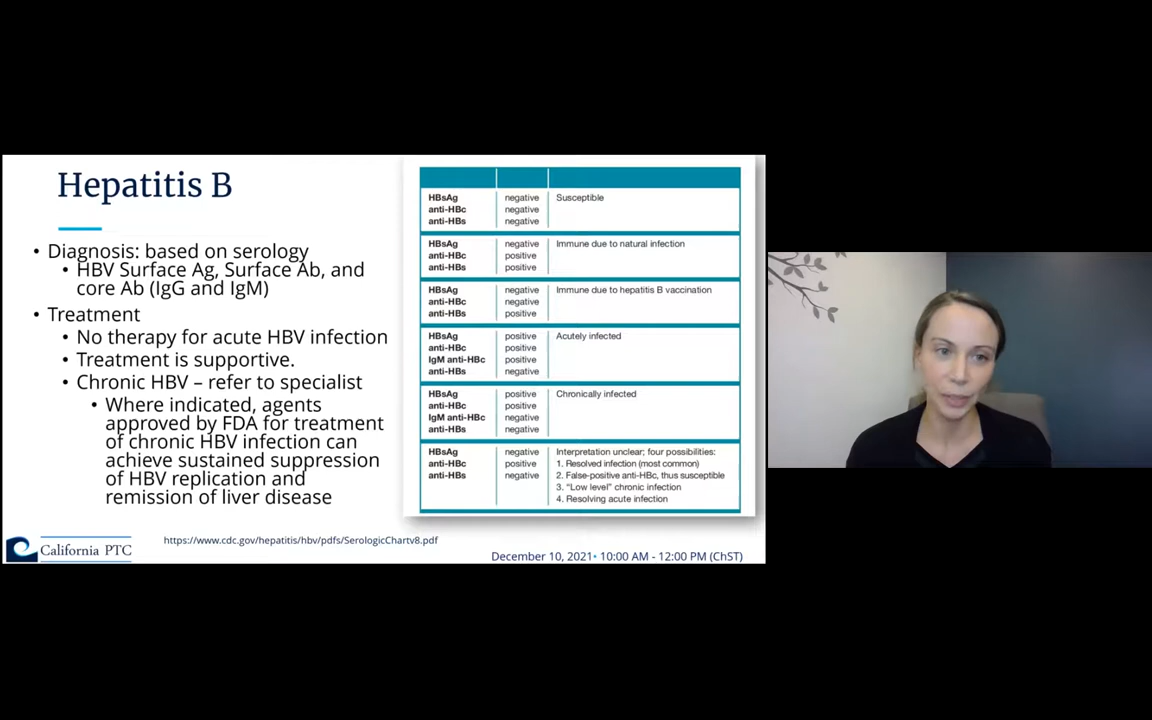 Hepatitis B
• Diagnosis: based on serology
• HBV Surface Ag, Surface Ab, and
core Ab (IgG and IgM)
• Treatment
• No therapy for acute HBV infection
• Treatment is supportive.
• Chronic HBV – refer to specialist
• Where indicated, agents
approved by FDA for treatment
of chronic HBV infection can
achieve sustained suppression
of HBV replication and
remission of liver disease
HBsAg negative Susceptible
anti-HBc negative
anti-HBs negative
HBsAg negative Immune due to natural infection
anti-HBc positive
anti-HBs positive
HBsAg negative Immune due to hepatitis B vaccination
anti-HBc negative
anti-HBs positive
HBsAg positive Acutely infected
anti-HBc positive
IgM anti-HBc positive
anti-HBs negative
HBsAg positive Chronically infected
anti-HBc positive
IgM anti-HBc negative
anti-HBs negative
HBsAg negative Interpretation unclear; four possibilities:
anti-HBc positive 1. Resolved infection (most common)
anti-HBs negative 2. False-positive anti-HBc, thus susceptible
3. “Low level” chronic infection
4. Resolving acute infection
California PTC
https://www.cdc.gov/hepatitis/hbv/pdfs/SerologicChartv8.pdf
December 10, 2021• 10:00 AM - 12:00 PM (ChST)